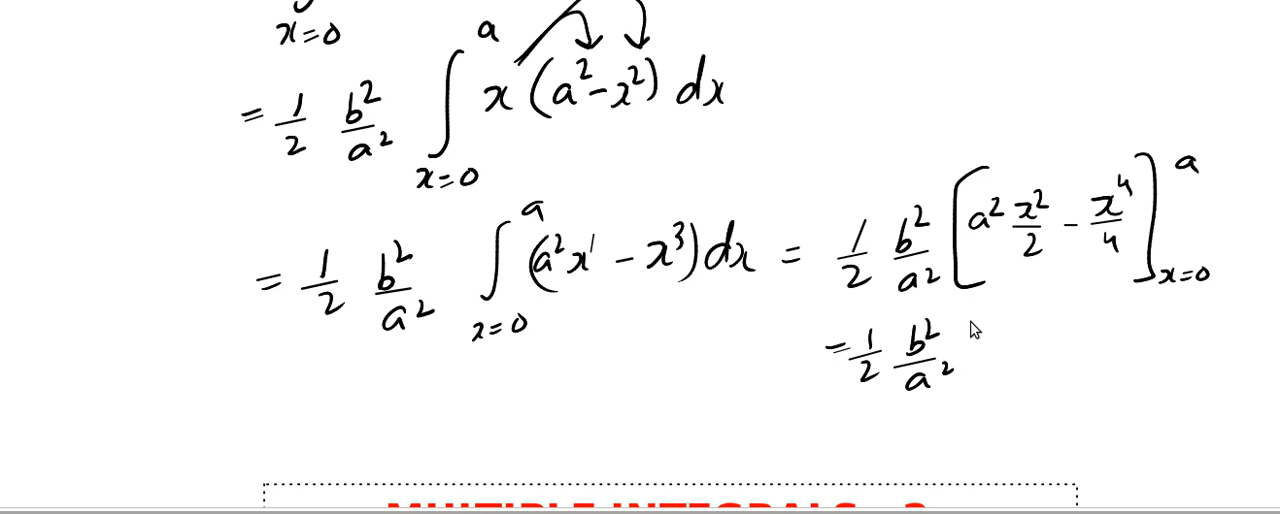 x=0
= 1/2 b²/a² ∫_{x=0}^{a} x (a²-x²) dx
= 1/2 b²/a² ∫_{x=0}^{a} (a²x¹ - x³) dx = 1/2 b²/a² [a² x²/2 - x⁴/4]_{x=0}^{a}
= 1/2 b²/a²